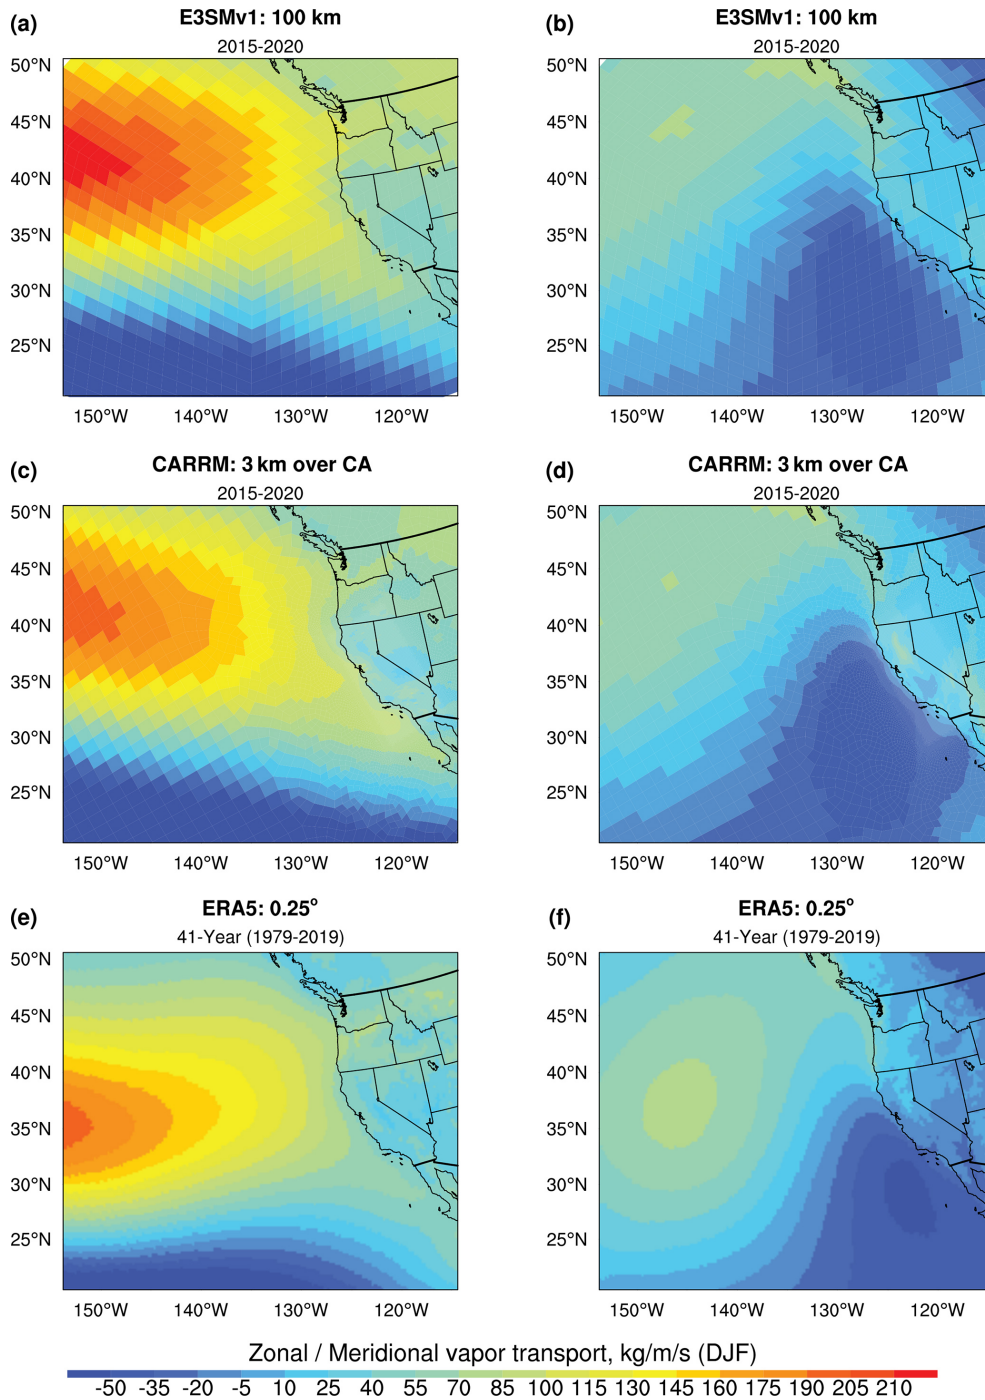 (a) E3SMv1: 100 km
2015-2020
50°N
45°N
40°N
35°N
30°N
25°N
150°W 140°W 130°W 120°W
(b) E3SMv1: 100 km
2015-2020
50°N
45°N
40°N
35°N
30°N
25°N
150°W 140°W 130°W 120°W
(c) CARRM: 3 km over CA
2015-2020
50°N
45°N
40°N
35°N
30°N
25°N
150°W 140°W 130°W 120°W
(d) CARRM: 3 km over CA
2015-2020
50°N
45°N
40°N
35°N
30°N
25°N
150°W 140°W 130°W 120°W
(e) ERA5: 0.25°
41-Year (1979-2019)
50°N
45°N
40°N
35°N
30°N
25°N
150°W 140°W 130°W 120°W
(f) ERA5: 0.25°
41-Year (1979-2019)
50°N
45°N
40°N
35°N
30°N
25°N
150°W 140°W 130°W 120°W
Zonal / Meridional vapor transport, kg/m/s (DJF)
-50 -35 -20 -5 10 25 40 55 70 85 100 115 130 145 160 175 190 205 210